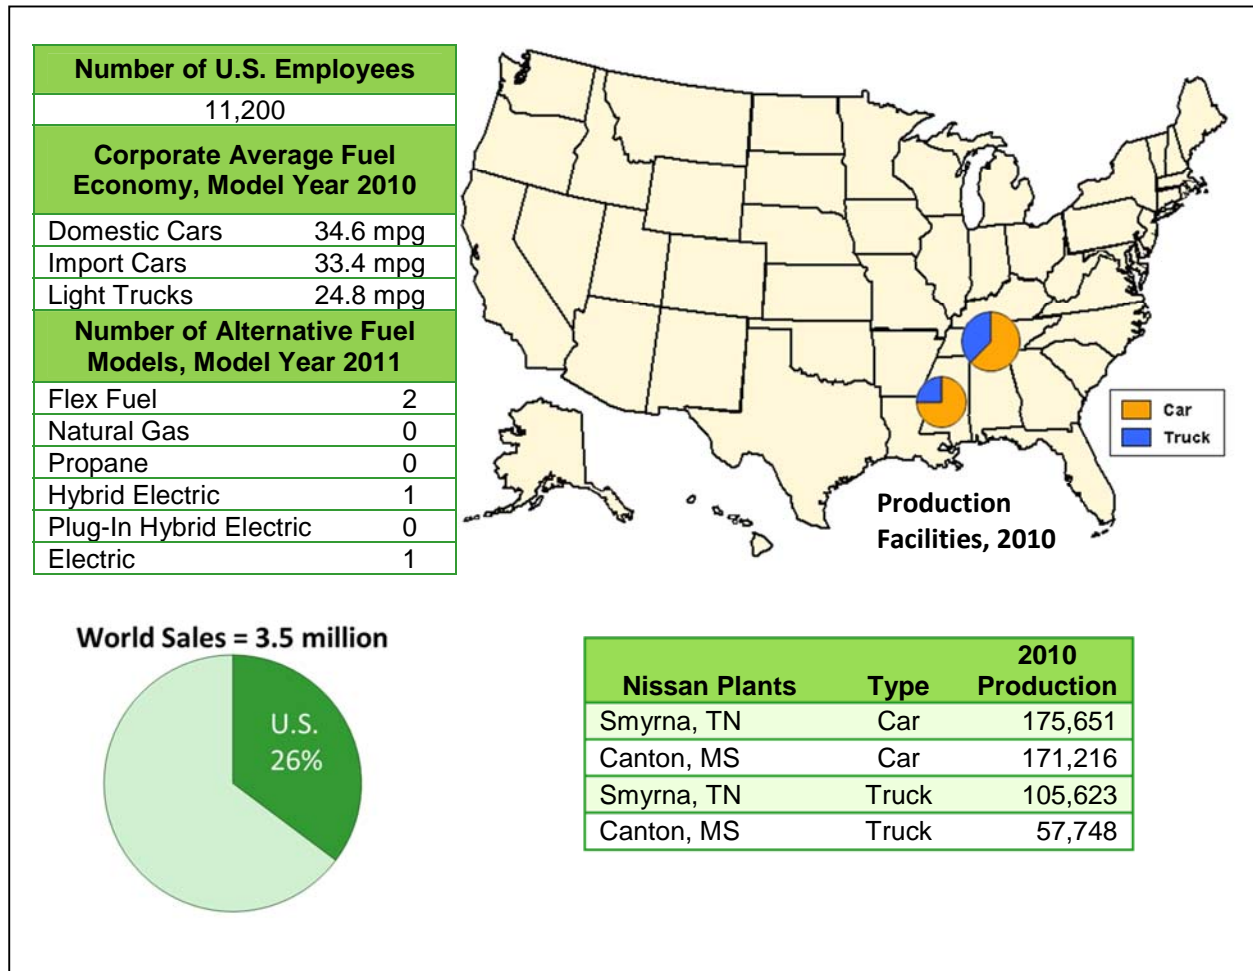 Number of U.S. Employees
11,200
Corporate Average Fuel
Economy, Model Year 2010
Domestic Cars 34.6 mpg
Import Cars 33.4 mpg
Light Trucks 24.8 mpg
Number of Alternative Fuel
Models, Model Year 2011
Flex Fuel 2
Natural Gas 0
Propane 0
Hybrid Electric 1
Plug-In Hybrid Electric 0
Electric 1
Car
Truck
Production
Facilities, 2010
World Sales = 3.5 million
U.S.
26%
2010
Nissan Plants Type Production
Smyrna, TN Car 175,651
Canton, MS Car 171,216
Smyrna, TN Truck 105,623
Canton, MS Truck 57,748